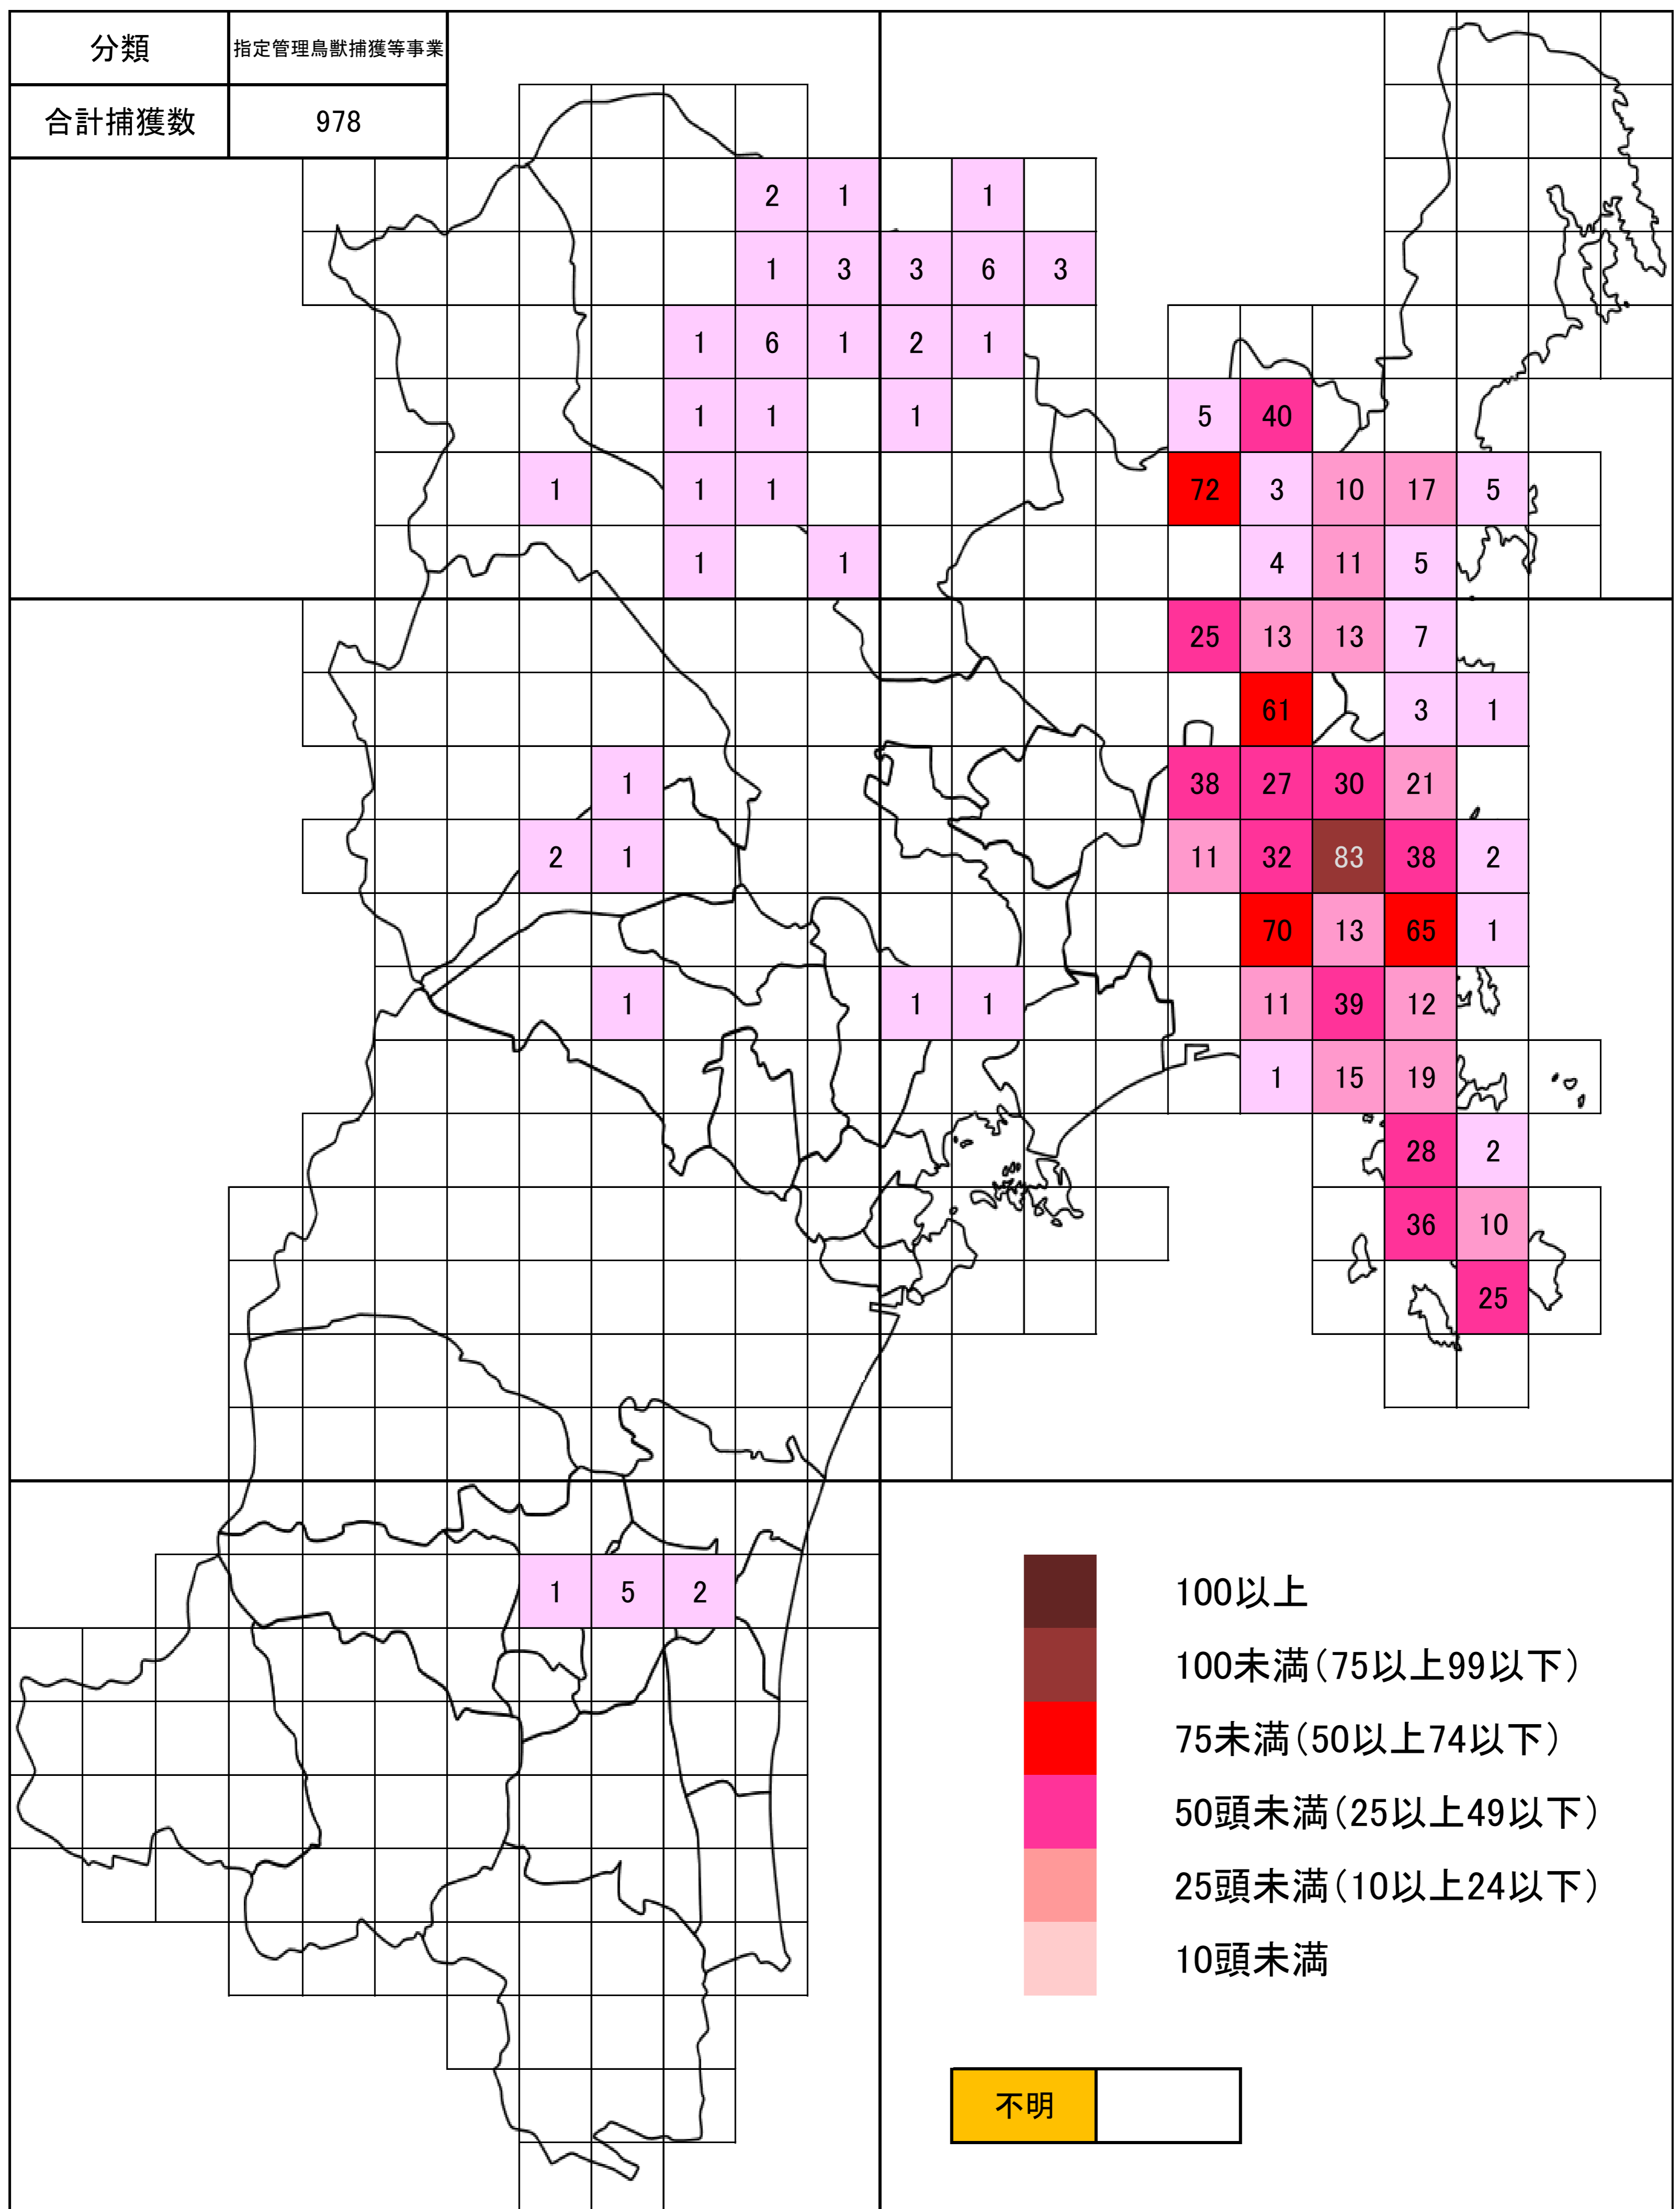 分類 指定管理鳥獣捕獲等事業
合計捕獲数 978
2 1 1
1 3 3 6 3
1 6 1 2 1
1 1 1 5 40
1 1 1 72 3 10 17 5
1 1 4 11 5
25 13 13 7
61 3 1
1 38 27 30 21
2 1 11 32 83 38 2
70 13 65 1
1 1 1 11 39 12
1 15 19
28 2
36 10
25
1 5 2
100以上
100未満(75以上99以下)
75未満(50以上74以下)
50頭未満(25以上49以下)
25頭未満(10以上24以下)
10頭未満
不明